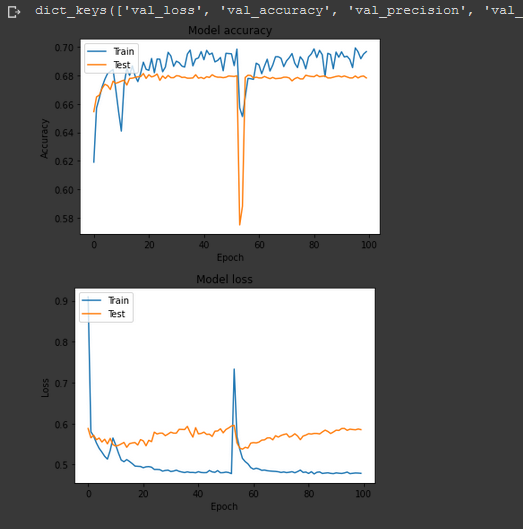 dict_keys(['val_loss', 'val_accuracy', 'val_precision', 'val_
Model accuracy
Train
Test
0.70
0.68
0.66
0.64
0.62
0.60
0.58
Accuracy
0 20 40 60 80 100
Epoch
Model loss
Train
Test
0.9
0.8
0.7
0.6
0.5
Loss
0 20 40 60 80 100
Epoch